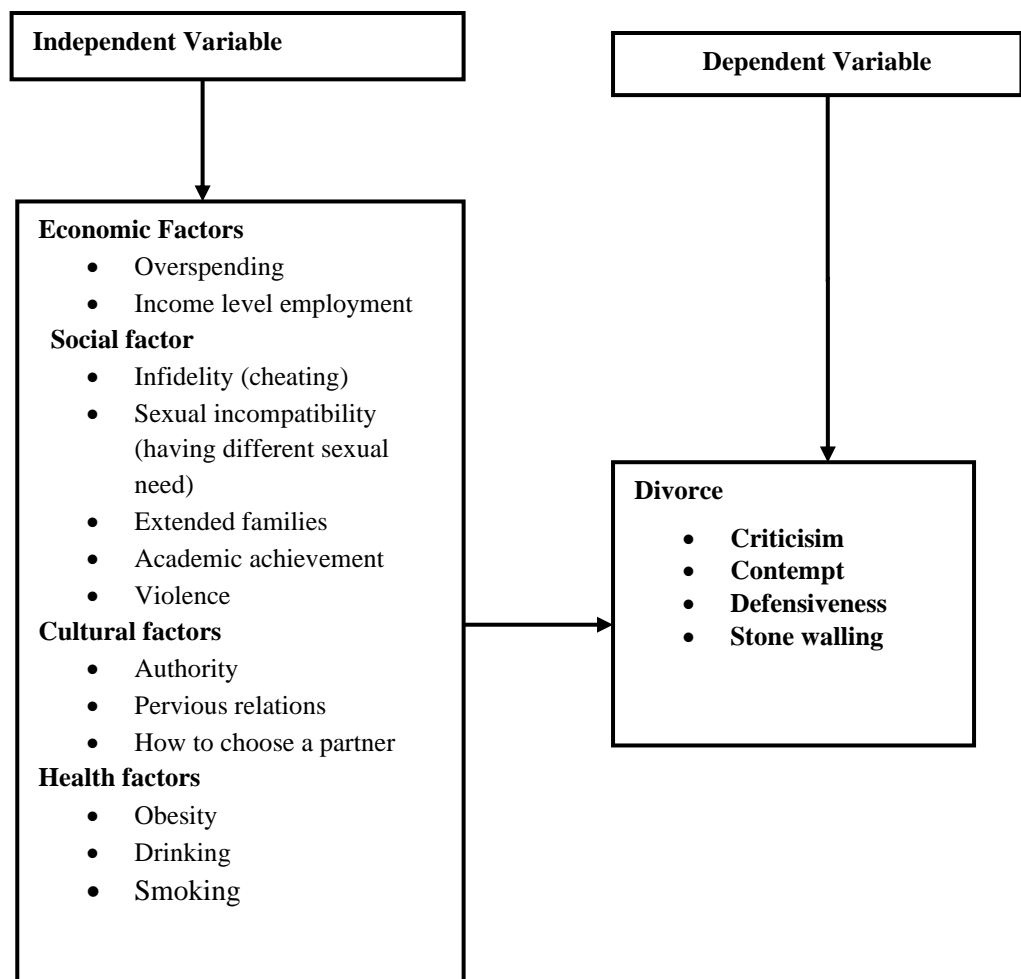 Independent Variable
Dependent Variable
Economic Factors
• Overspending
• Income level employment
Social factor
• Infidelity (cheating)
• Sexual incompatibility
(having different sexual
need)
• Extended families
• Academic achievement
• Violence
Cultural factors
• Authority
• Pervious relations
• How to choose a partner
Health factors
• Obesity
• Drinking
• Smoking
Divorce
• Criticisim
• Contempt
• Defensiveness
• Stone walling